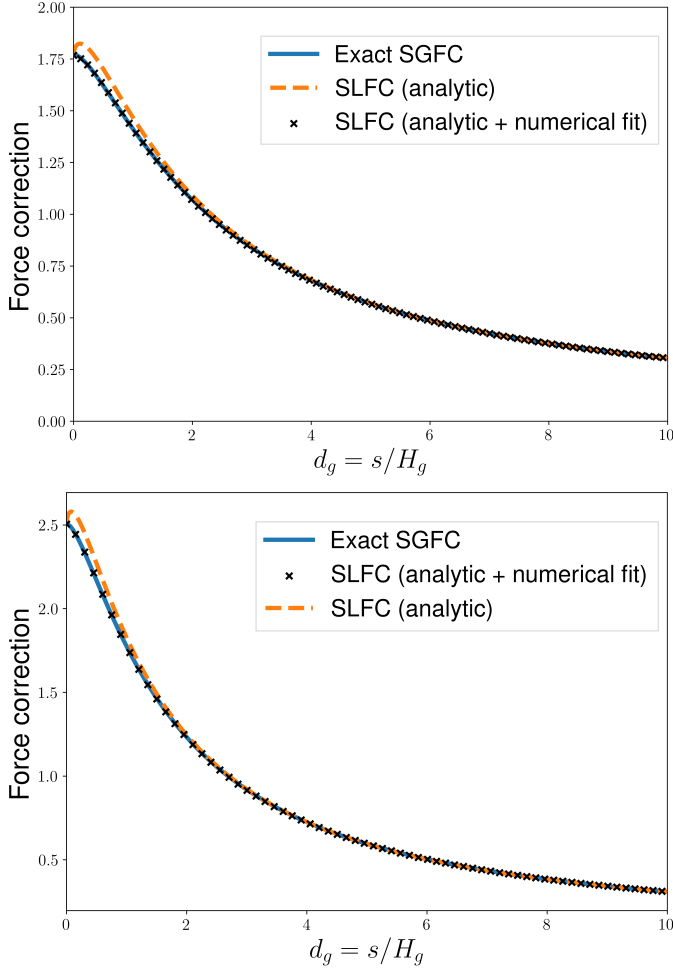 2.00
1.75
1.50
1.25
1.00
0.75
0.50
0.25
0.00
Force correction
Exact SGFC
SLFC (analytic)
SLFC (analytic + numerical fit)
0 2 4 6 8 10
d_g = s/H_g
2.5
2.0
1.5
1.0
0.5
Force correction
Exact SGFC
SLFC (analytic + numerical fit)
SLFC (analytic)
0 2 4 6 8 10
d_g = s/H_g